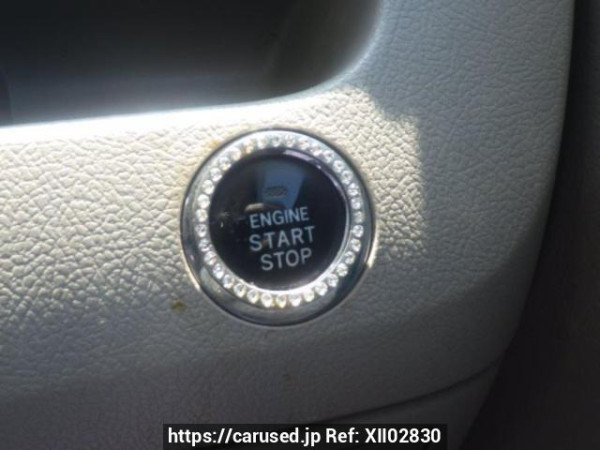 ENGINE
START
STOP
https://carused.jp Ref: XII02830